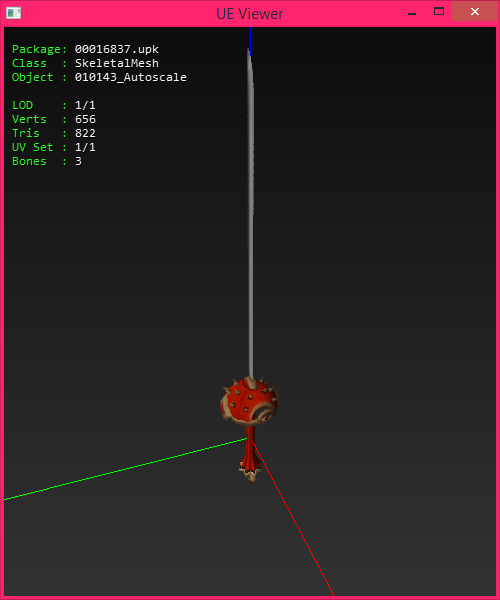 UE Viewer
Package: 00016837.upk
Class  : SkeletalMesh
Object : 010143_Autoscale
LOD    : 1/1
Verts  : 656
Tris   : 822
UV Set : 1/1
Bones  : 3